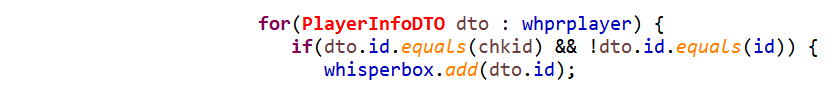 for(PlayerInfoDTO dto : whprplayer) {
if(dto.id.equals(chkid) && !dto.id.equals(id)) {
whisperbox.add(dto.id);